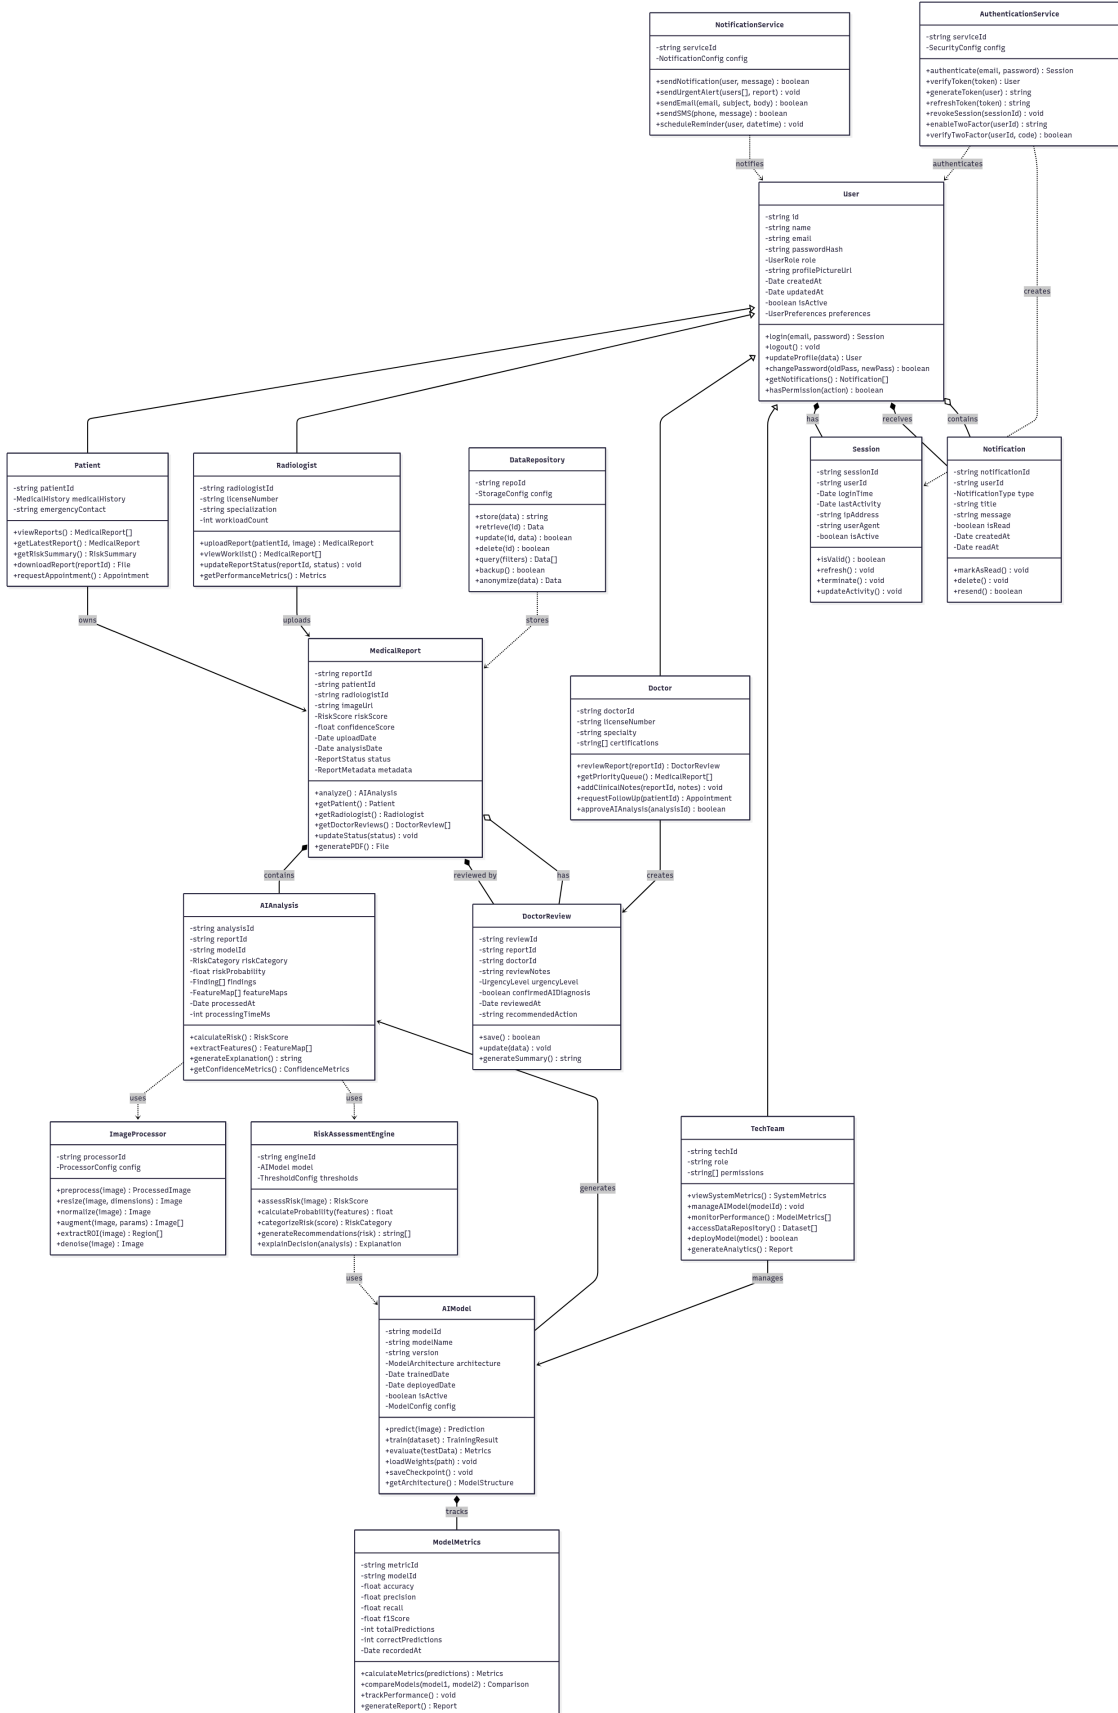 NotificationService
-string serviceId
-NotificationConfig config
+sendNotification(user, message) : boolean
+sendUrgentAlert(users[], report) : void
+sendEmail(email, subject, body) : boolean
+sendSMS(phone, message) : boolean
+scheduleReminder(user, datetime) : void
AuthenticationService
-string serviceId
-SecurityConfig config
+authenticate(email, password) : Session
+verifyToken(token) : User
+generateToken(user) : string
+refreshToken(token) : string
+revokeSession(sessionId) : void
+enableTwoFactor(userId) : string
+verifyTwoFactor(userId, code) : boolean
notifies
authenticates
creates
User
-string id
-string name
-string email
-string passwordHash
-UserRole role
-string profilePictureUrl
-Date createdAt
-Date updatedAt
-boolean isActive
-UserPreferences preferences
+login(email, password) : Session
+logout() : void
+updateProfile(data) : User
+changePassword(oldPass, newPass) : boolean
+getNotifications() : Notification[]
+hasPermission(action) : boolean
has
receives
contains
Patient
-string patientId
-MedicalHistory medicalHistory
-string emergencyContact
+viewReports() : MedicalReport[]
+getLatestReport() : MedicalReport
+getRiskSummary() : RiskSummary
+downloadReport(reportId) : File
+requestAppointment() : Appointment
Radiologist
-string radiologistId
-string licenseNumber
-string specialization
-int workloadCount
+uploadReport(patientId, image) : MedicalReport
+viewWorklist() : MedicalReport[]
+updateReportStatus(reportId, status) : void
+getPerformanceMetrics() : Metrics
DataRepository
-string repoId
-StorageConfig config
+store(data) : string
+retrieve(id) : Data
+update(id, data) : boolean
+delete(id) : boolean
+query(filters) : Data[]
+backup() : boolean
+anonymize(data) : Data
Session
-string sessionId
-string userId
-Date loginTime
-Date lastActivity
-string ipAddress
-string userAgent
-boolean isActive
+isValid() : boolean
+refresh() : void
+terminate() : void
+updateActivity() : void
Notification
-string notificationId
-string userId
-NotificationType type
-string title
-string message
-boolean isRead
-Date createdAt
-Date readAt
+markAsRead() : void
+delete() : void
+resend() : boolean
owns
uploads
stores
MedicalReport
-string reportId
-string patientId
-string radiologistId
-string imageUrl
-RiskScore riskScore
-float confidenceScore
-Date uploadDate
-Date analysisDate
-ReportStatus status
-ReportMetadata metadata
+analyze() : AIAnalysis
+getPatient() : Patient
+getRadiologist() : Radiologist
+getDoctorReviews() : DoctorReview[]
+updateStatus(status) : void
+generatePDF() : File
Doctor
-string doctorId
-string licenseNumber
-string specialty
-string[] certifications
+reviewReport(reportId) : DoctorReview
+getPriorityQueue() : MedicalReport[]
+addClinicalNotes(reportId, notes) : void
+requestFollowUp(patientId) : Appointment
+approveAIAnalysis(analysisId) : boolean
contains
reviewed by
has
creates
AIAnalysis
-string analysisId
-string reportId
-string modelId
-RiskCategory riskCategory
-float riskProbability
-Finding[] findings
-FeatureMap[] featureMaps
-Date processedAt
-int processingTimeMs
+calculateRisk() : RiskScore
+extractFeatures() : FeatureMap[]
+generateExplanation() : string
+getConfidenceMetrics() : ConfidenceMetrics
DoctorReview
-string reviewId
-string reportId
-string doctorId
-string reviewNotes
-UrgencyLevel urgencyLevel
-boolean confirmedAIDiagnosis
-Date reviewedAt
-string recommendedAction
+save() : boolean
+update(data) : void
+generateSummary() : string
uses
uses
ImageProcessor
-string processorId
-ProcessorConfig config
+preprocess(image) : ProcessedImage
+resize(image, dimensions) : Image
+normalize(image) : Image
+augment(image, params) : Image[]
+extractROI(image) : Region[]
+denoise(image) : Image
RiskAssessmentEngine
-string engineId
-AIModel model
-ThresholdConfig thresholds
+assessRisk(image) : RiskScore
+calculateProbability(features) : float
+categorizeRisk(score) : RiskCategory
+generateRecommendations(risk) : string[]
+explainDecision(analysis) : Explanation
generates
TechTeam
-string techId
-string role
-string[] permissions
+viewSystemMetrics() : SystemMetrics
+manageAIModel(modelId) : void
+monitorPerformance() : ModelMetrics[]
+accessDataRepository() : Dataset[]
+deployModel(model) : boolean
+generateAnalytics() : Report
uses
manages
AIModel
-string modelId
-string modelName
-string version
-ModelArchitecture architecture
-Date trainedDate
-Date deployedDate
-boolean isActive
-ModelConfig config
+predict(image) : Prediction
+train(dataset) : TrainingResult
+evaluate(testData) : Metrics
+loadWeights(path) : void
+saveCheckpoint() : void
+getArchitecture() : ModelStructure
tracks
ModelMetrics
-string metricId
-string modelId
-float accuracy
-float precision
-float recall
-float f1Score
-int totalPredictions
-int correctPredictions
-Date recordedAt
+calculateMetrics(predictions) : Metrics
+compareModels(model1, model2) : Comparison
+trackPerformance() : void
+generateReport() : Report